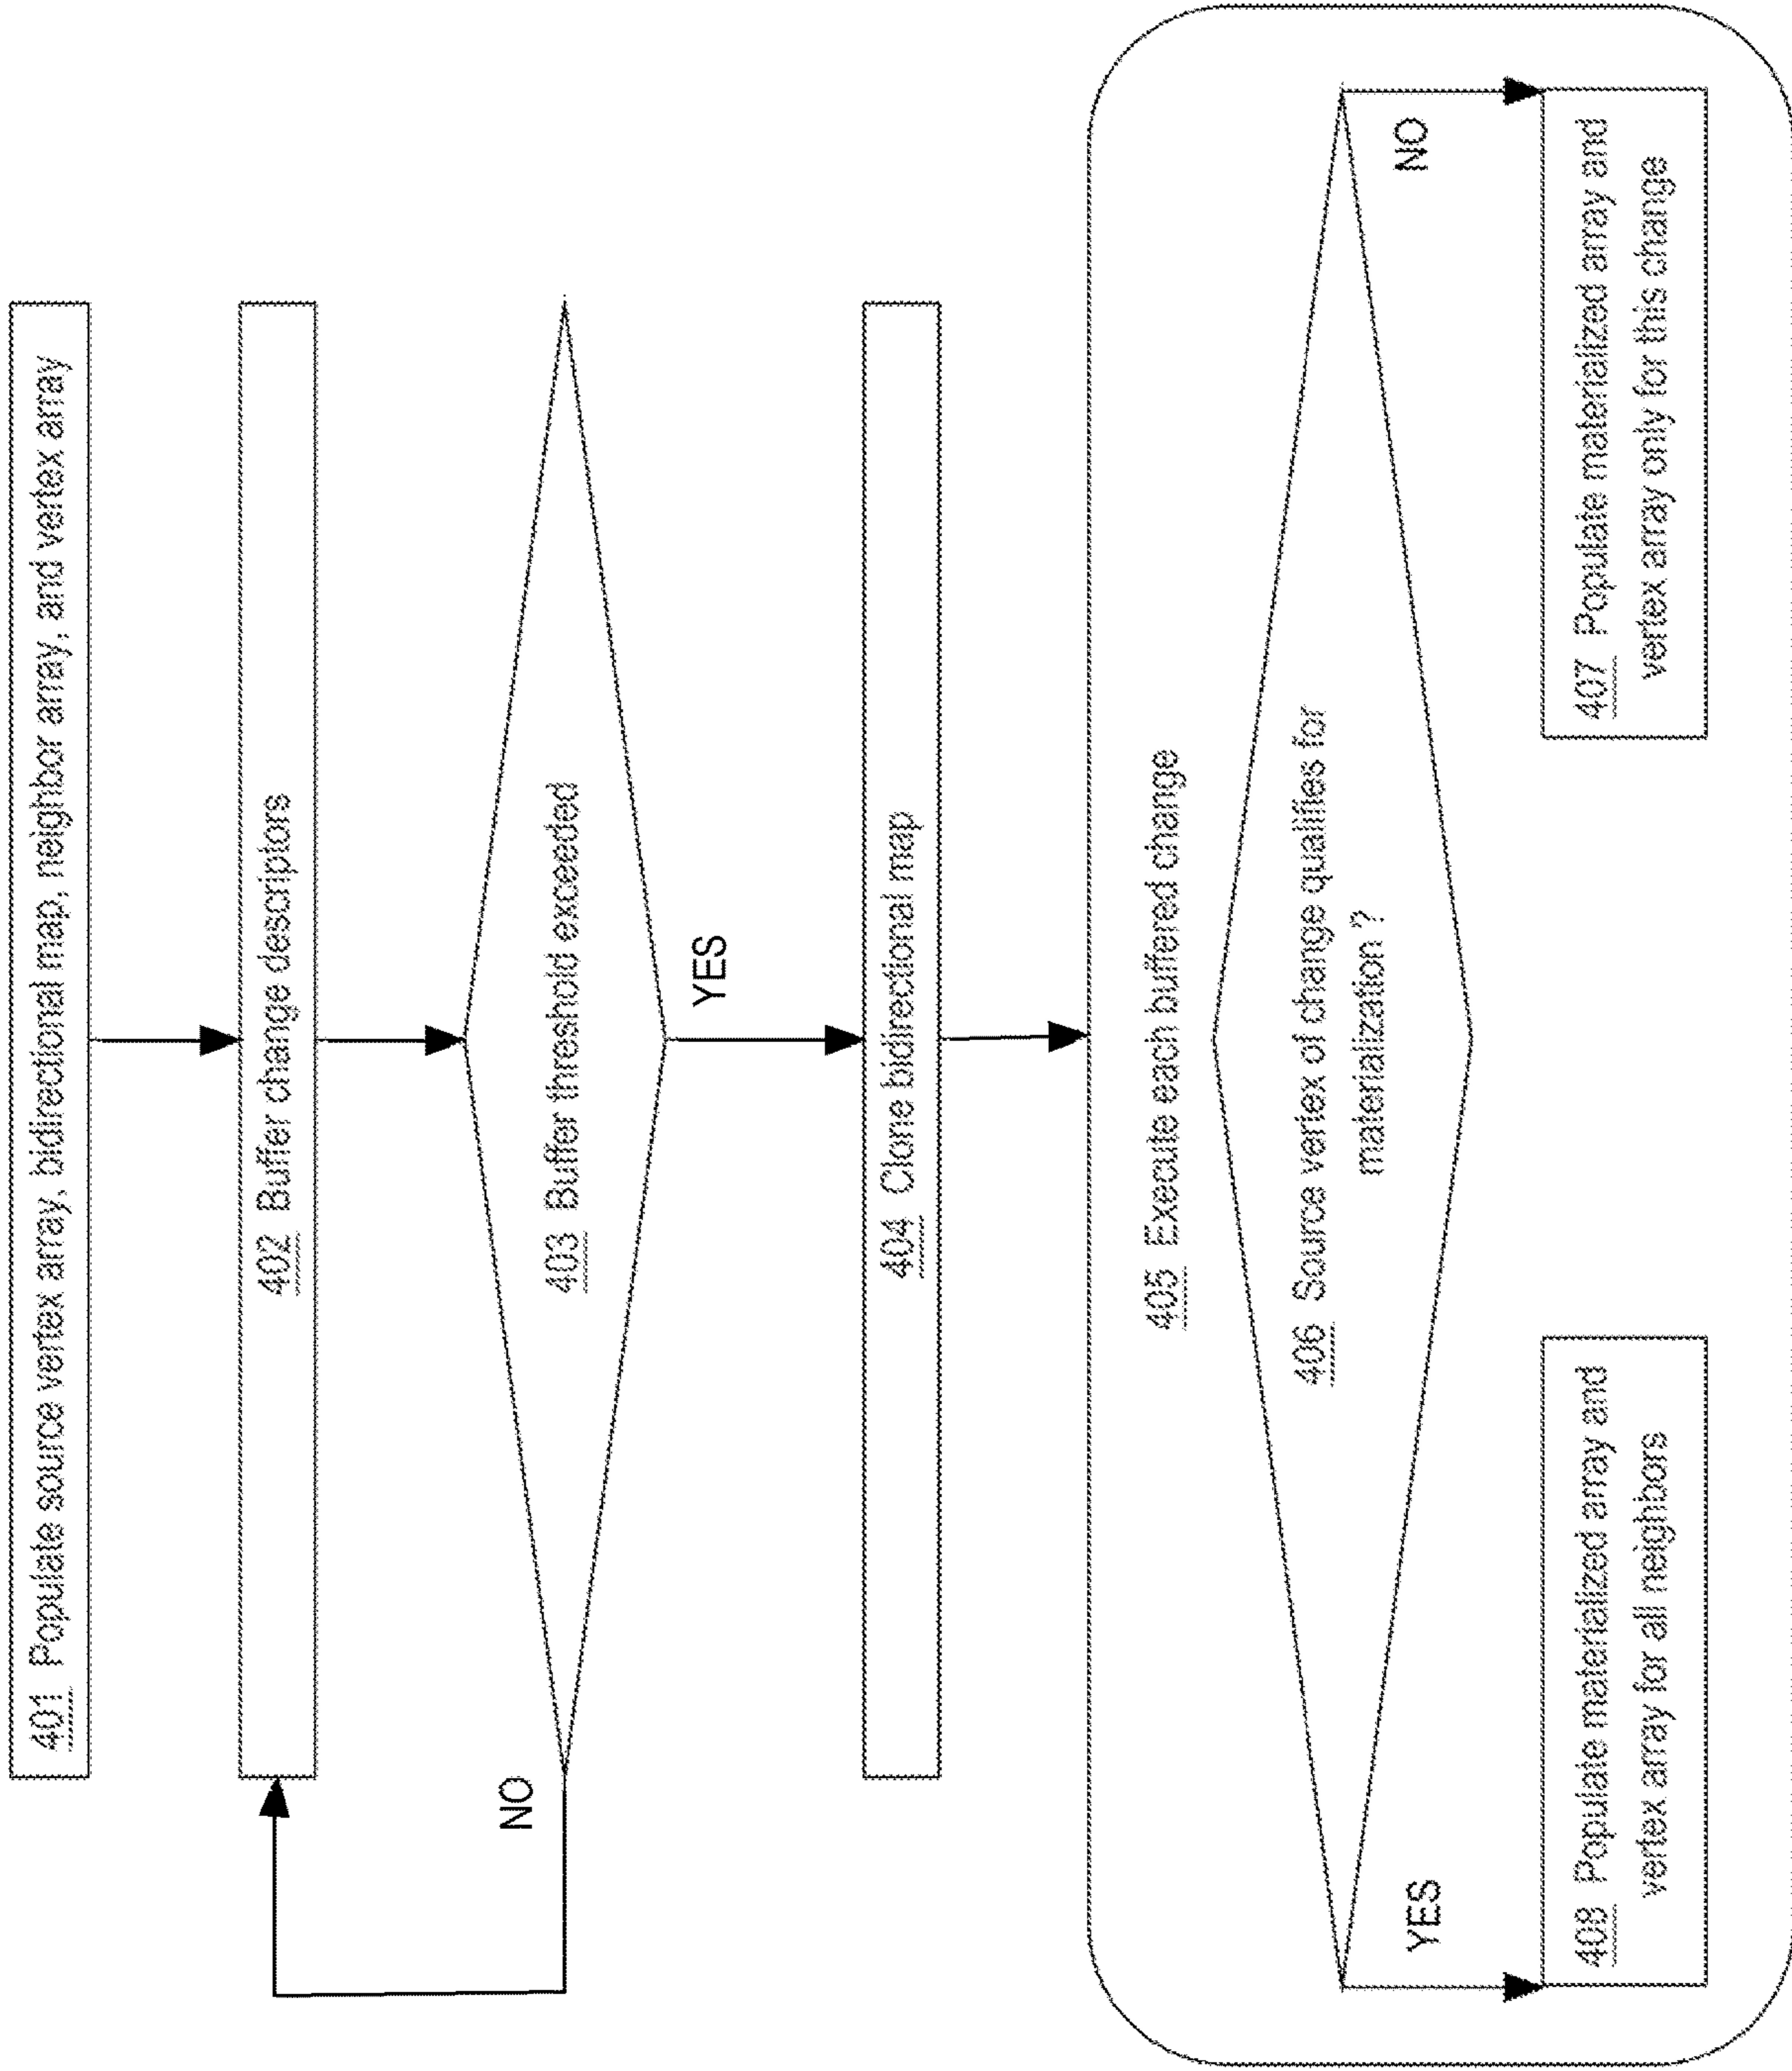 401 Populate source vertex array, bidirectional map, neighbor array, and vertex array
402 Buffer change descriptors
403 Buffer threshold exceeded
NO
YES
404 Clone bidirectional map
405 Execute each buffered change
406 Source vertex of change qualifies for
materialization ?
YES
NO
408 Populate materialized array and
vertex array for all neighbors
407 Populate materialized array and
vertex array only for this change